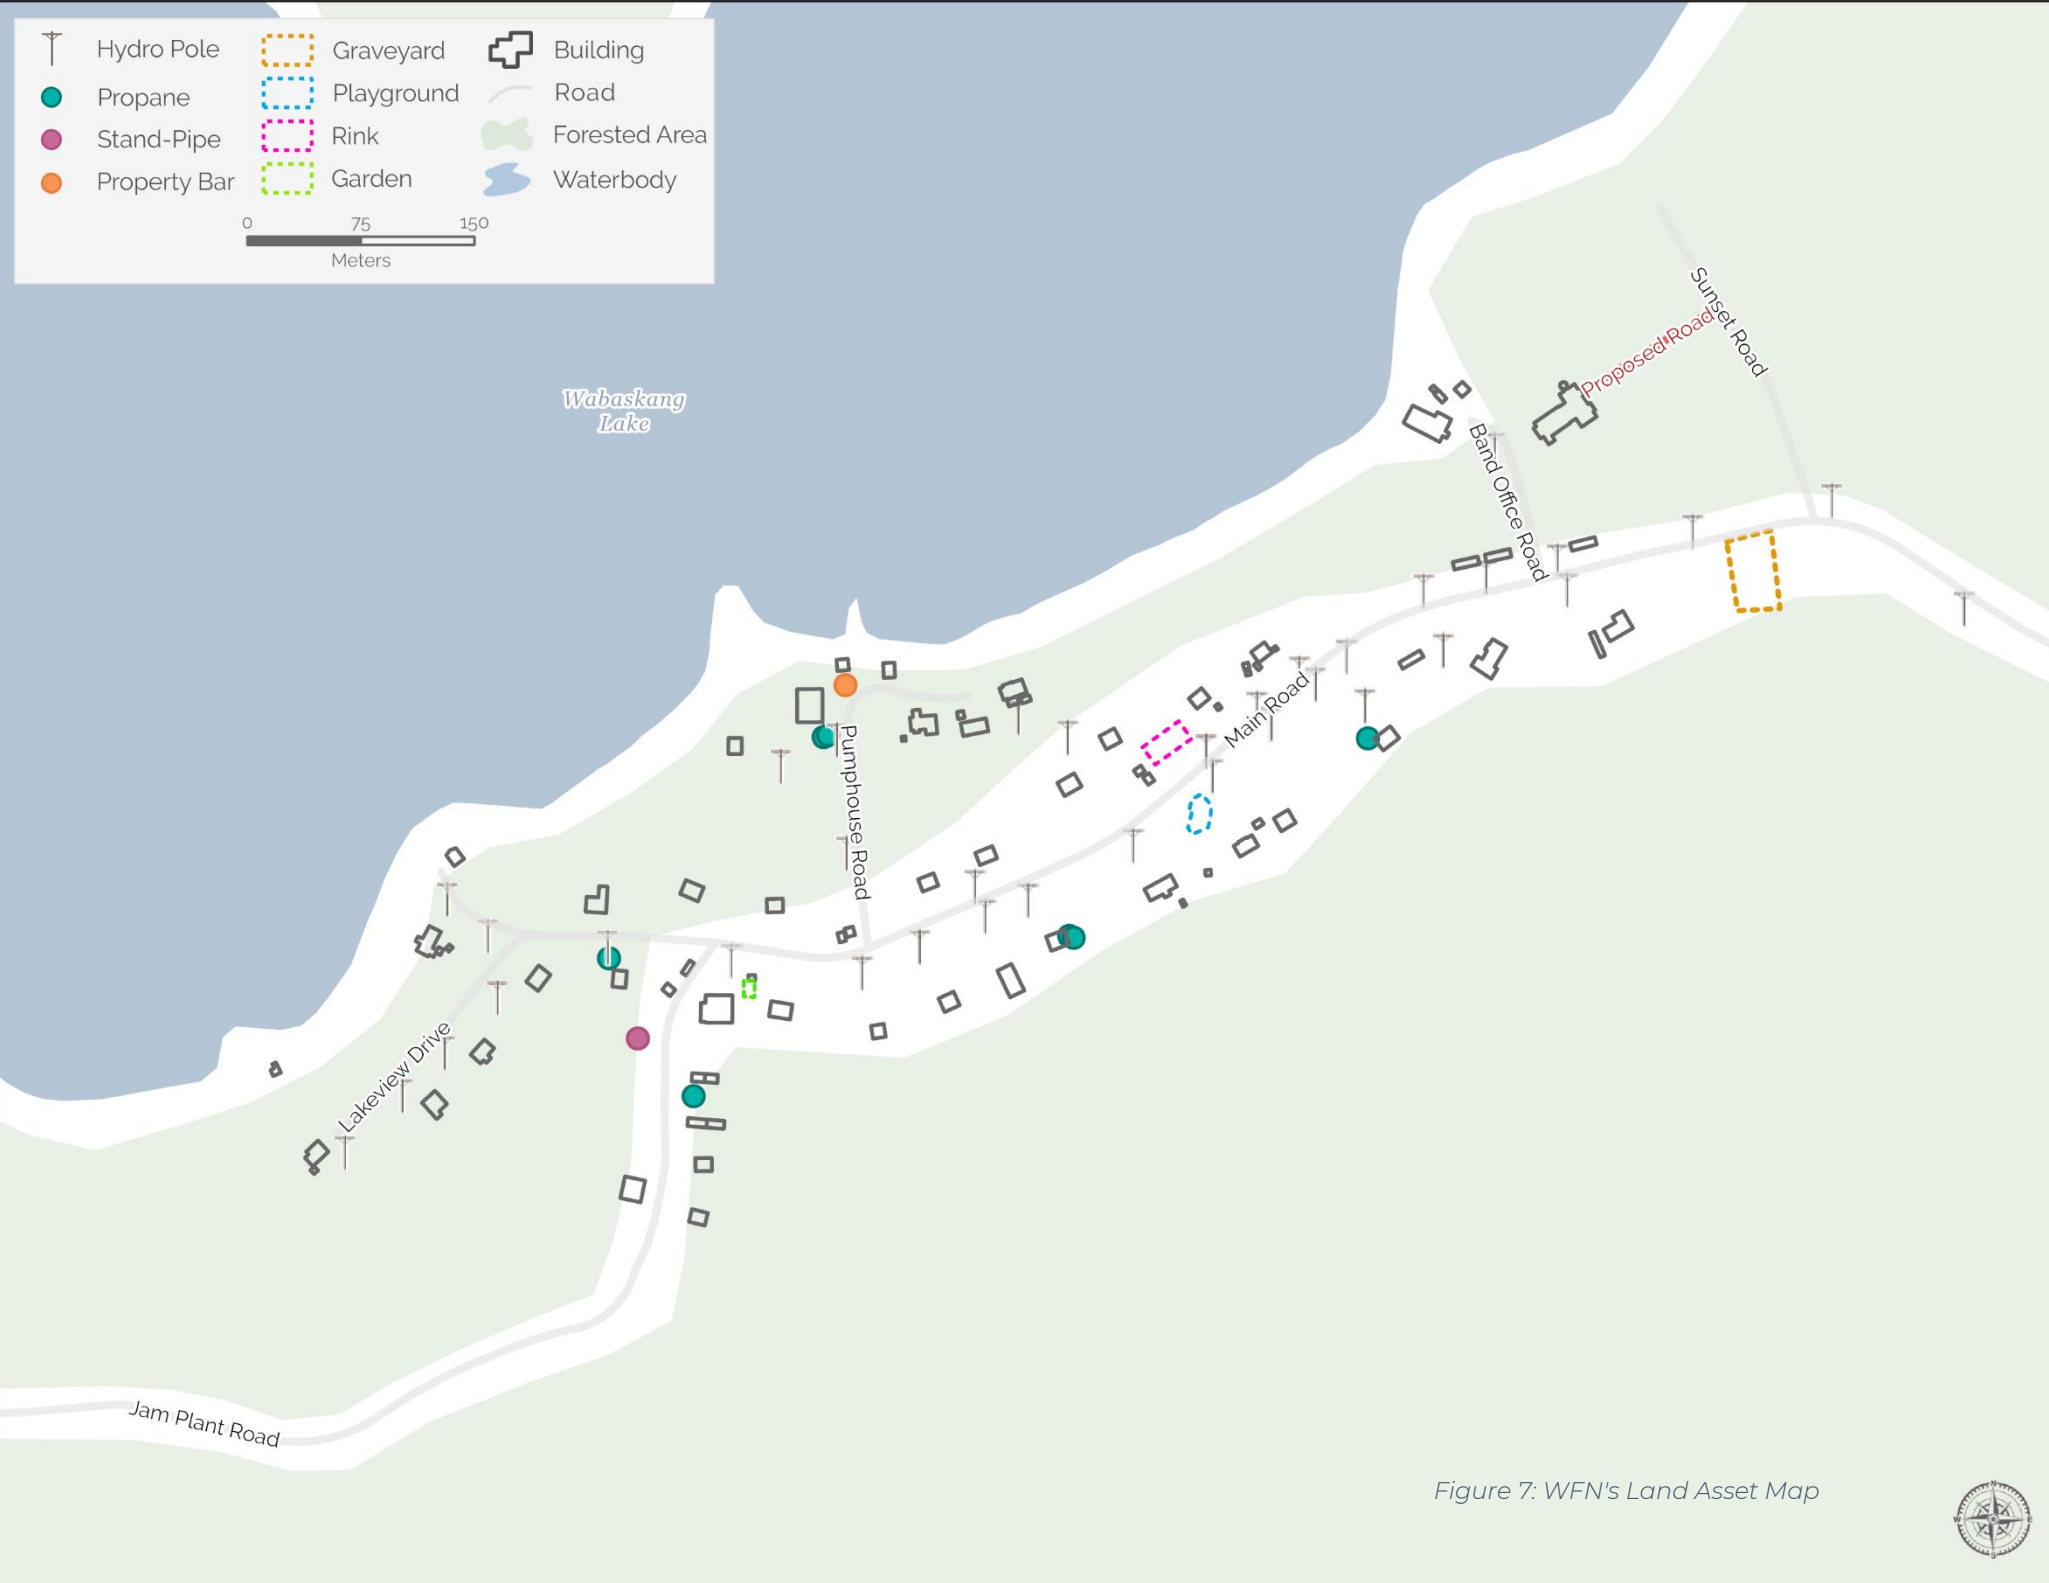 Hydro Pole
Propane
Stand-Pipe
Property Bar
Graveyard
Playground
Rink
Garden
Building
Road
Forested Area
Waterbody
0 75 150
Meters
Wabaskang
Lake
Sunset Road
Proposed Road
Band Office Road
Main Road
Pumphouse Road
Lakeview Drive
Jam Plant Road
Figure 7: WFN's Land Asset Map
N
W E
S